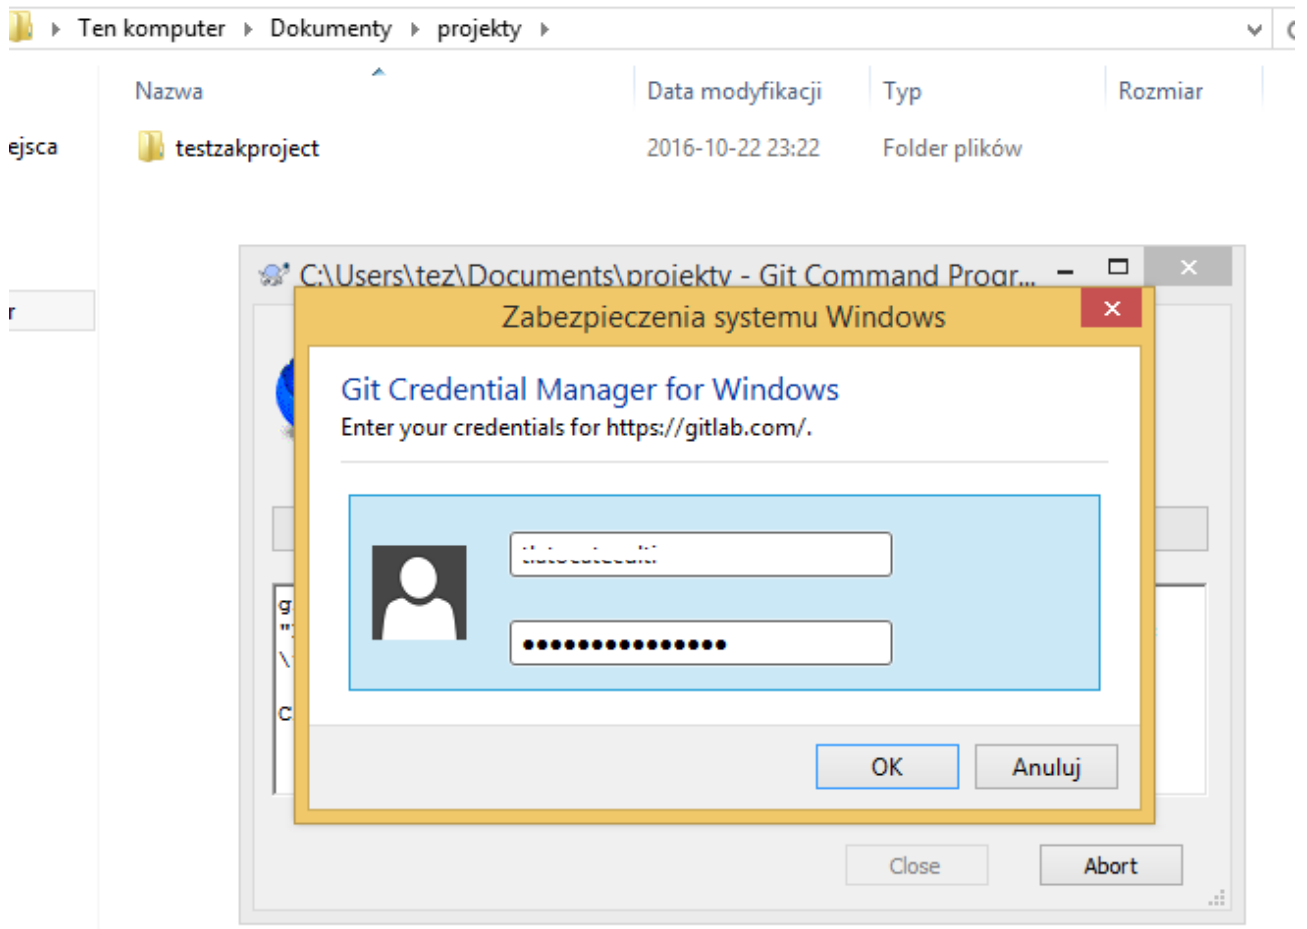 Ten komputer Dokumenty projekty
Nazwa Data modyfikacji Typ Rozmiar
ejsca testzakproject 2016-10-22 23:22 Folder plików
C:\Users\tez\Documents\projekty - Git Command Progr...
r
Zabezpieczenia systemu Windows
Git Credential Manager for Windows
Enter your credentials for https://gitlab.com/.
g
"
\
C
●●●●●●●●●●●●●●●
OK Anuluj
Close Abort